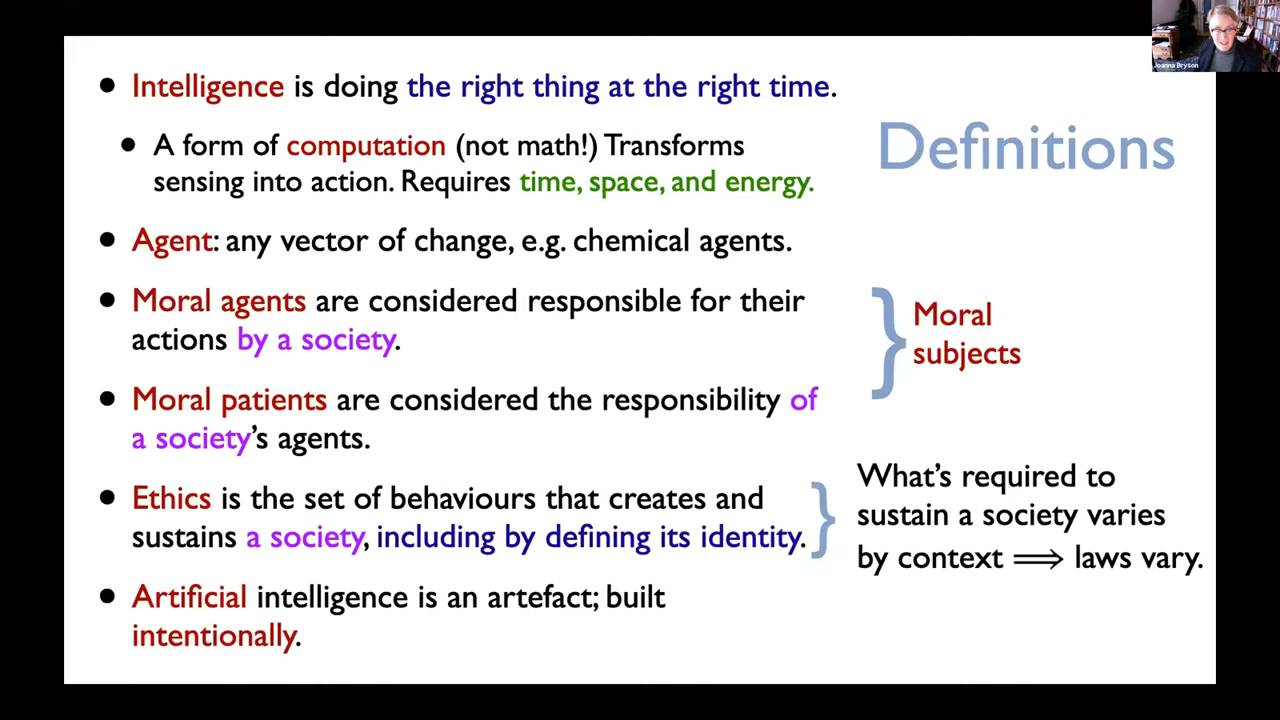 Joanna Bryson
Definitions
• Intelligence is doing the right thing at the right time.
• A form of computation (not math!) Transforms
sensing into action. Requires time, space, and energy.
• Agent: any vector of change, e.g. chemical agents.
• Moral agents are considered responsible for their
actions by a society.
• Moral patients are considered the responsibility of
a society’s agents.
} Moral
subjects
• Ethics is the set of behaviours that creates and
sustains a society, including by defining its identity.
} What’s required to
sustain a society varies
by context ⟹ laws vary.
• Artificial intelligence is an artefact; built
intentionally.